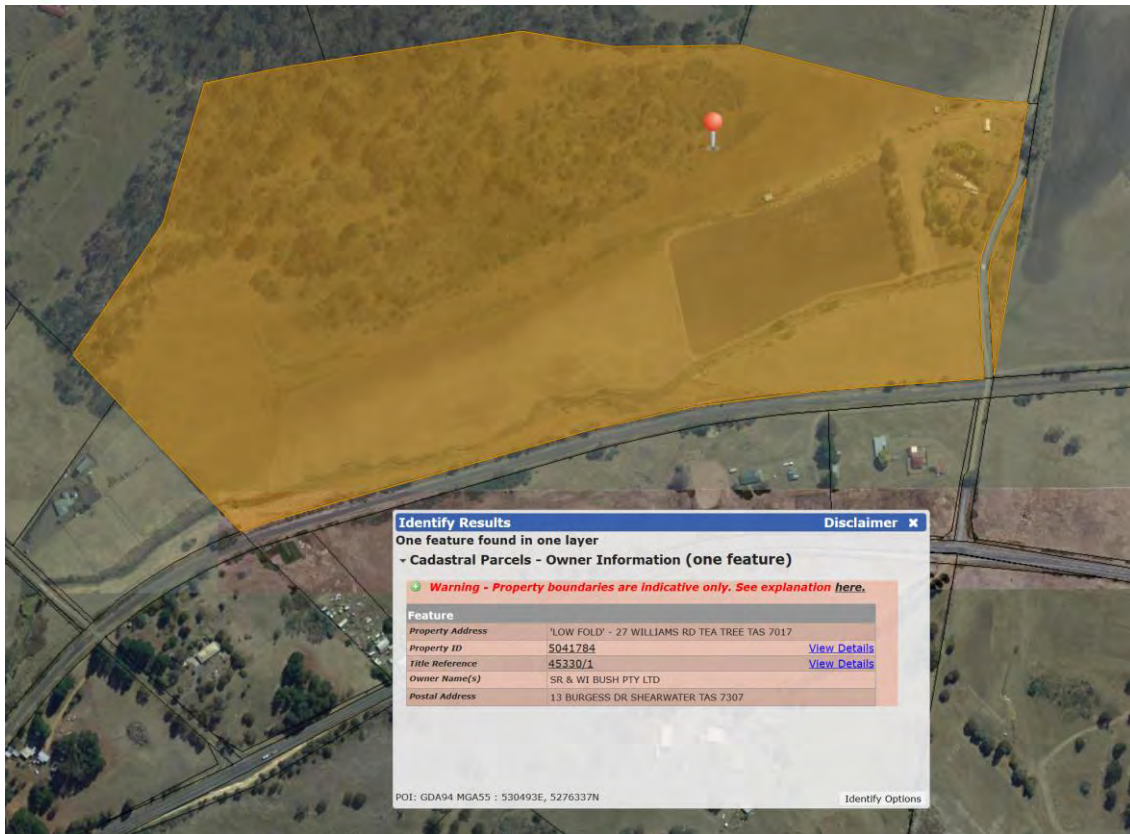 Identify Results Disclaimer ✖
One feature found in one layer
Cadastral Parcels - Owner Information (one feature)
Warning - Property boundaries are indicative only. See explanation here.
Feature
Property Address 'LOW FOLD' - 27 WILLIAMS RD TEA TREE TAS 7017
Property ID 5041784 View Details
Title Reference 45330/1 View Details
Owner Name(s) SR & WI BUSH PTY LTD
Postal Address 13 BURGESS DR SHEARWATER TAS 7307
POI: GDA94 MGA55 : 530493E, 5276337N Identify Options